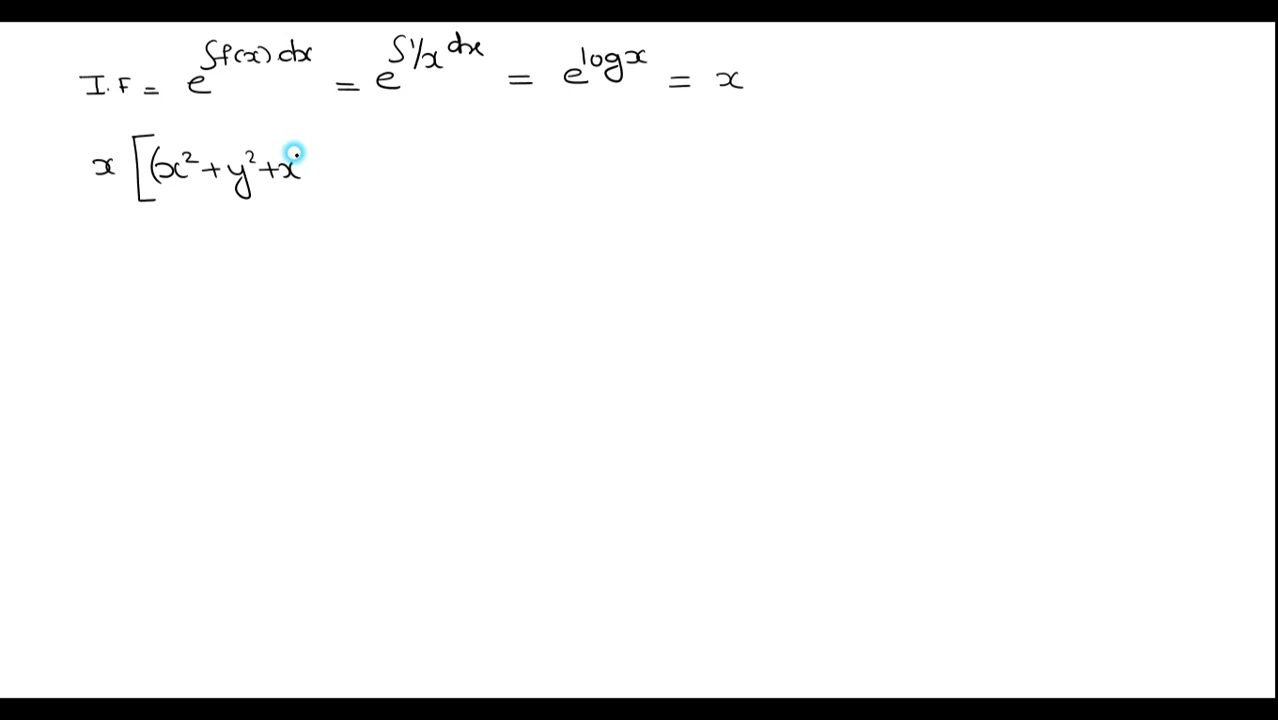 I.F = e^{∫f(x) dx} = e^{∫1/x dx} = e^{log x} = x
x [(x² + y² + x